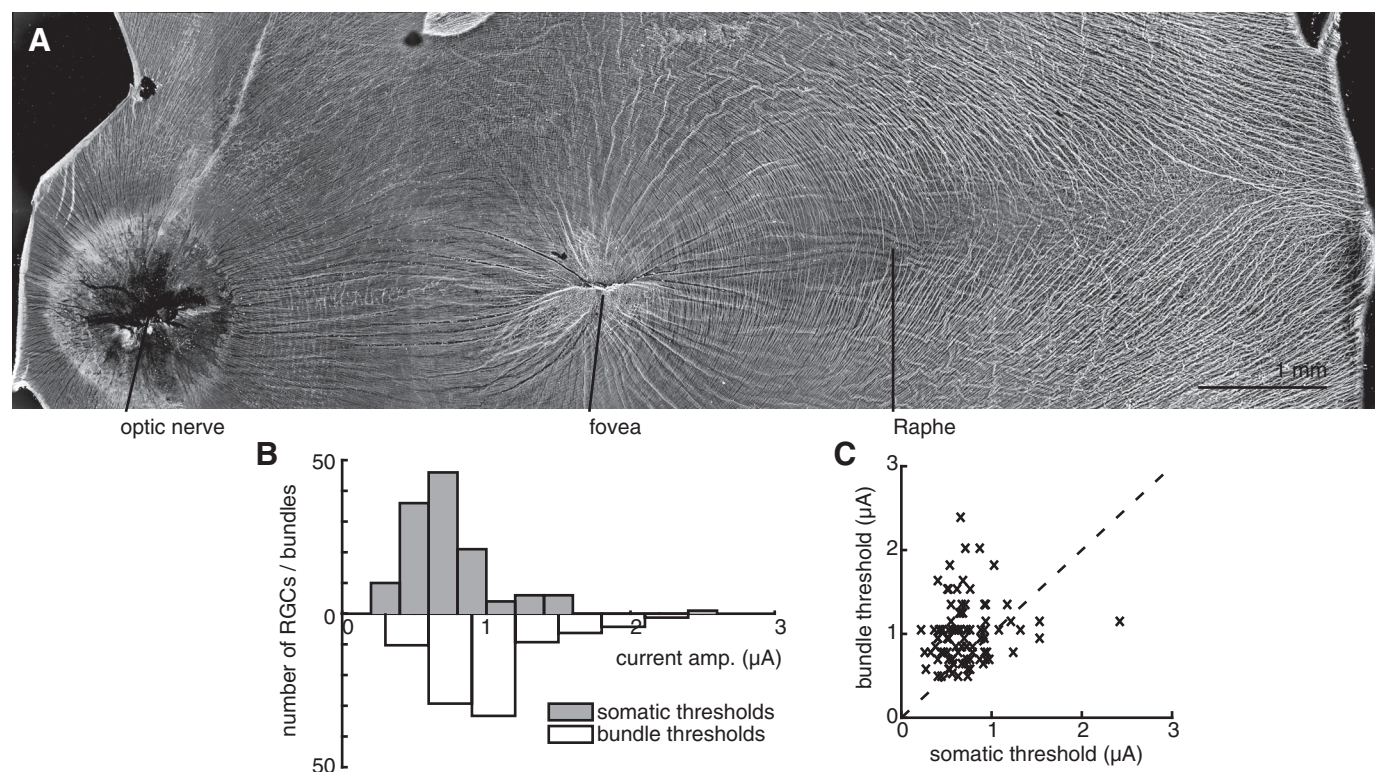 A
1 mm
optic nerve
fovea
Raphe
B
50
0
50
0
1
2
3
number of RGCs / bundles
current amp. (µA)
somatic thresholds
bundle thresholds
C
3
2
1
0
0
1
2
3
bundle threshold (µA)
somatic threshold (µA)